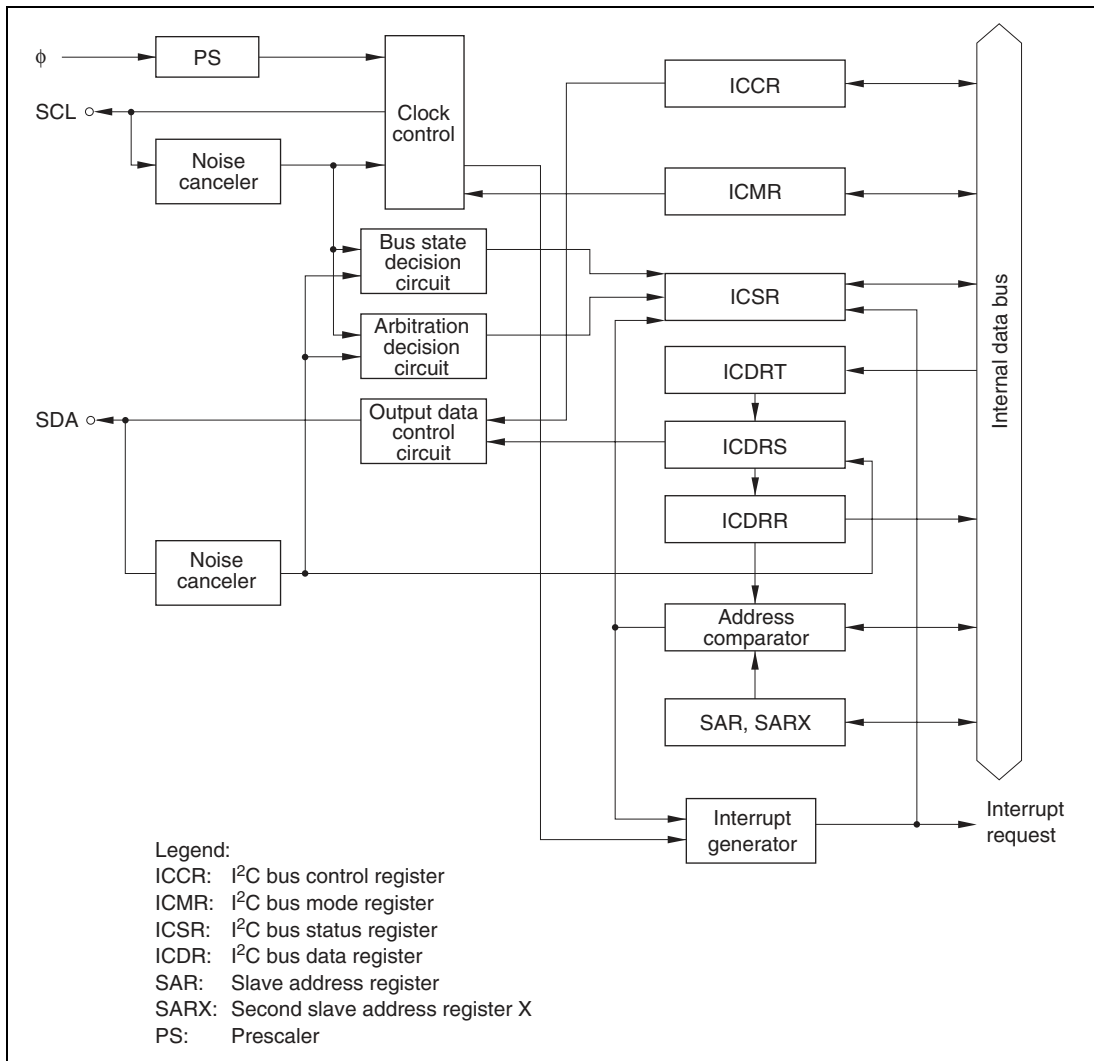 ϕ
PS
SCL
Clock
control
Noise
canceler
ICCR
ICMR
Bus state
decision
circuit
ICSR
Arbitration
decision
circuit
ICDRT
SDA
Output data
control
circuit
ICDRS
ICDRR
Noise
canceler
Address
comparator
SAR, SARX
Internal data bus
Interrupt
generator
Interrupt
request
Legend:
ICCR: I²C bus control register
ICMR: I²C bus mode register
ICSR: I²C bus status register
ICDR: I²C bus data register
SAR: Slave address register
SARX: Second slave address register X
PS: Prescaler